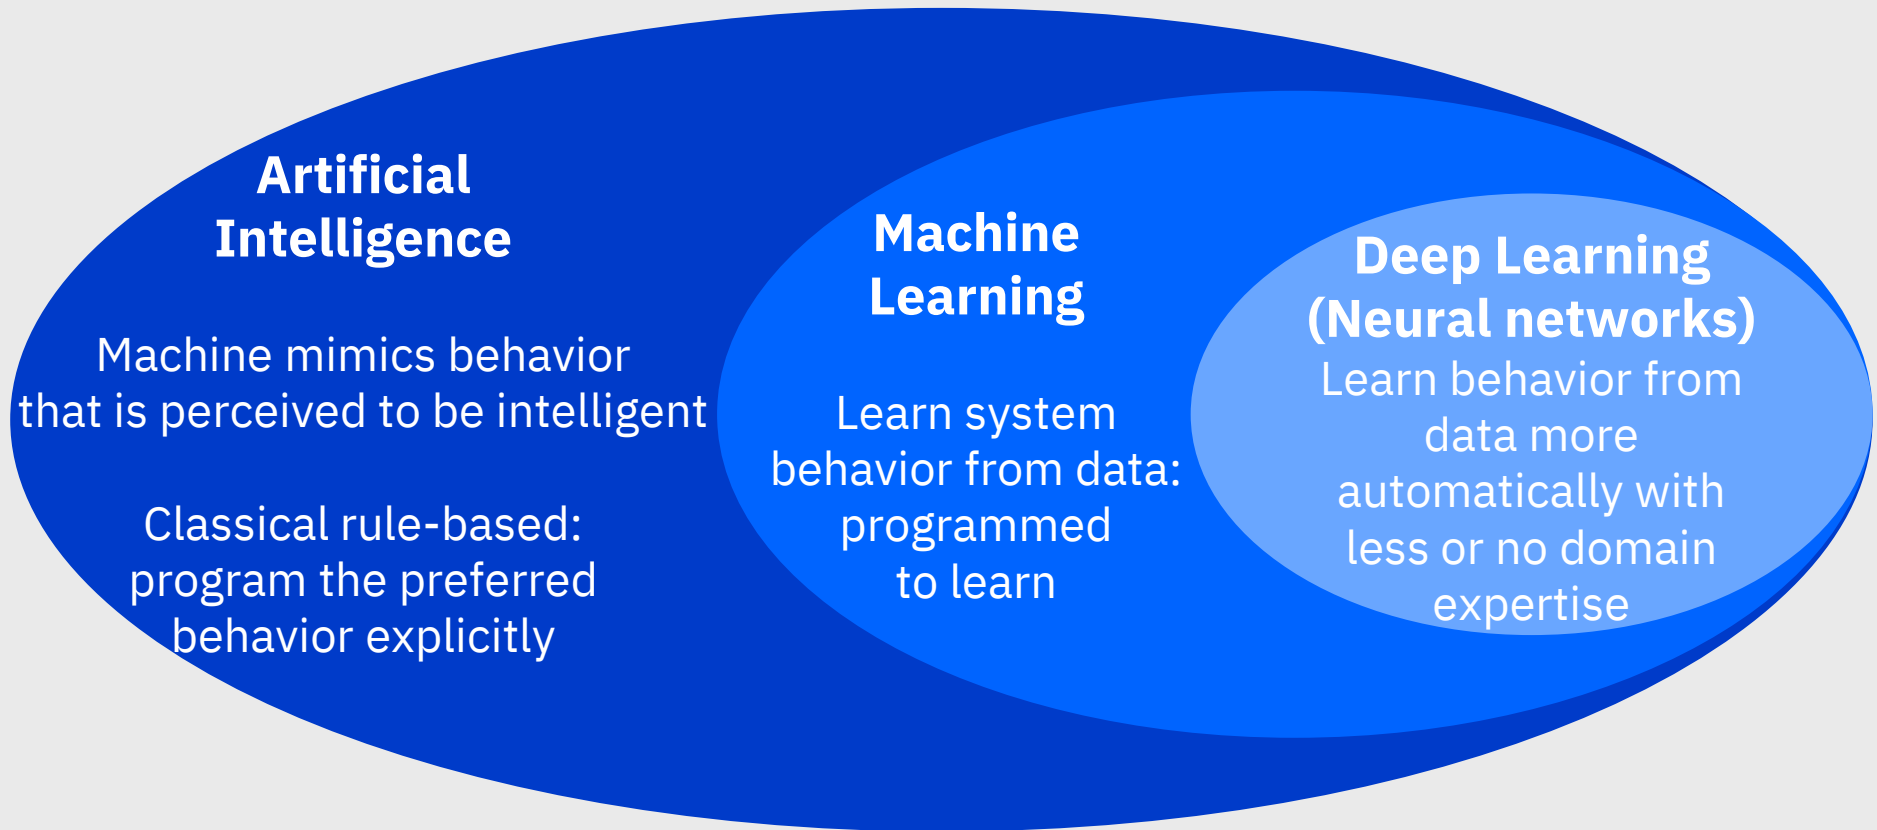 Artificial
Intelligence
Machine mimics behavior
that is perceived to be intelligent
Classical rule-based:
program the preferred
behavior explicitly
Machine
Learning
Learn system
behavior from data:
programmed
to learn
Deep Learning
(Neural networks)
Learn behavior from
data more
automatically with
less or no domain
expertise